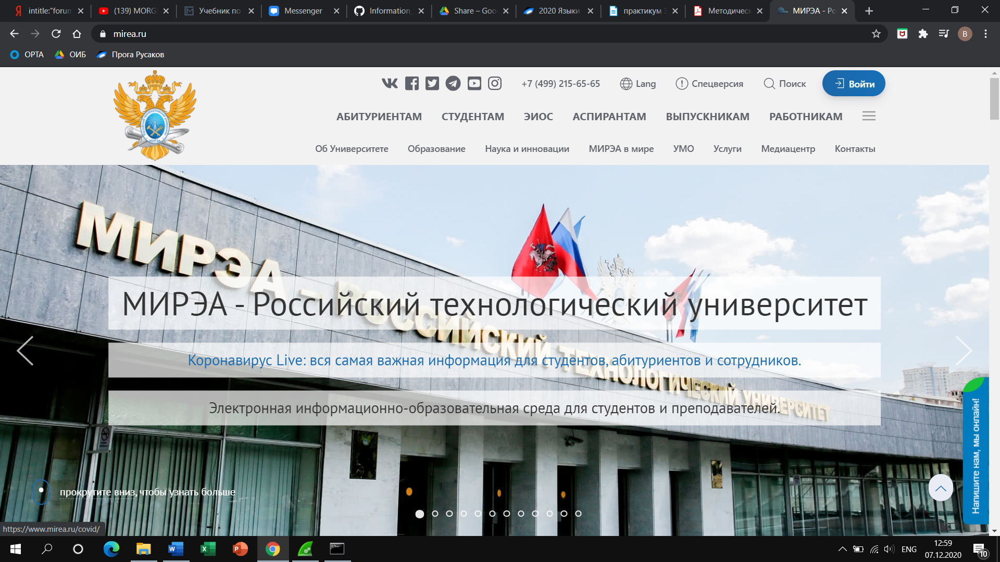 intitle:"forum
(139) MORG
Учебник по
Messenger
Information_
Share – Goo
2020 Языки
практикум
Методическ
МИРЭА - Ро
mirea.ru
B
ОРТА
ОИБ
Прога Русаков
+7 (499) 215-65-65
Lang
Спецверсия
Поиск
Войти
АБИТУРИЕНТАМ
СТУДЕНТАМ
ЭИОС
АСПИРАНТАМ
ВЫПУСКНИКАМ
РАБОТНИКАМ
Об Университете
Образование
Наука и инновации
МИРЭА в мире
УМО
Услуги
Медиацентр
Контакты
МИРЭА – РОССИЙСКИЙ ТЕХНОЛОГИЧЕСКИЙ УНИВЕРСИТЕТ
МИРЭА - Российский технологический университет
Коронавирус Live: вся самая важная информация для студентов, абитуриентов и сотрудников.
Электронная информационно-образовательная среда для студентов и преподавателей.
Напишите нам, мы онлайн!
прокрутите вниз, чтобы узнать больше
https://www.mirea.ru/covid/
ENG
12:59
07.12.2020
10